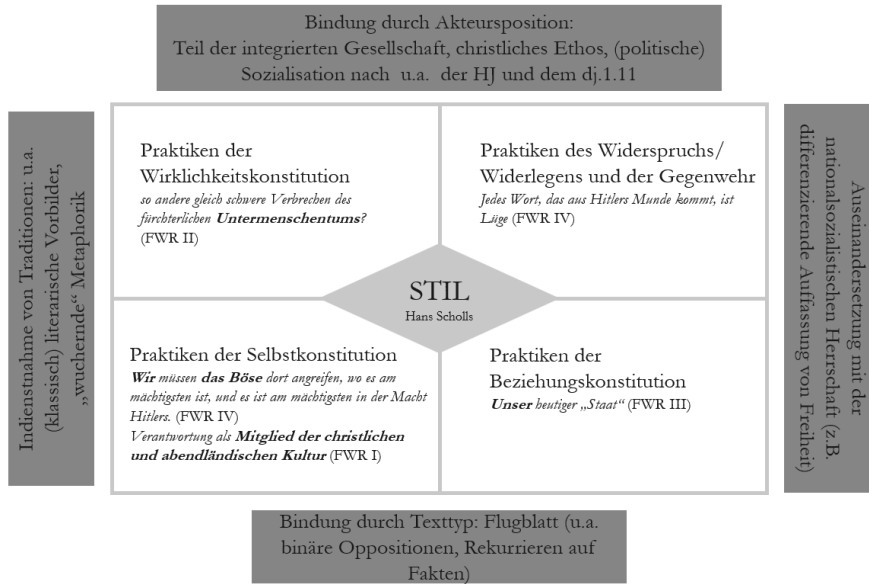 Bindung durch Akteursposition:
Teil der integrierten Gesellschaft, christliches Ethos, (politische)
Sozialisation nach  u.a.  der HJ und dem dj.1.11
Indienstnahme von Traditionen: u.a.
(klassisch) literarische Vorbilder,
„wuchernde“ Metaphorik
Praktiken der
Wirklichkeitskonstitution
so andere gleich schwere Verbrechen des
fürchterlichen Untermenschentums?
(FWR II)
Praktiken des Widerspruchs/
Widerlegens und der Gegenwehr
Jedes Wort, das aus Hitlers Munde kommt, ist
Lüge (FWR IV)
STIL
Hans Scholls
Praktiken der Selbstkonstitution
Wir müssen das Böse dort angreifen, wo es am
mächtigsten ist, und es ist am mächtigsten in der Macht
Hitlers. (FWR IV)
Verantwortung als Mitglied der christlichen
und abendländischen Kultur (FWR I)
Praktiken der
Beziehungskonstitution
Unser heutiger „Staat“ (FWR III)
Auseinandersetzung mit der
nationalsozialistischen Herrschaft (z.B.
differenzierende Auffassung von Freiheit)
Bindung durch Texttyp: Flugblatt (u.a.
binäre Oppositionen, Rekurrieren auf
Fakten)